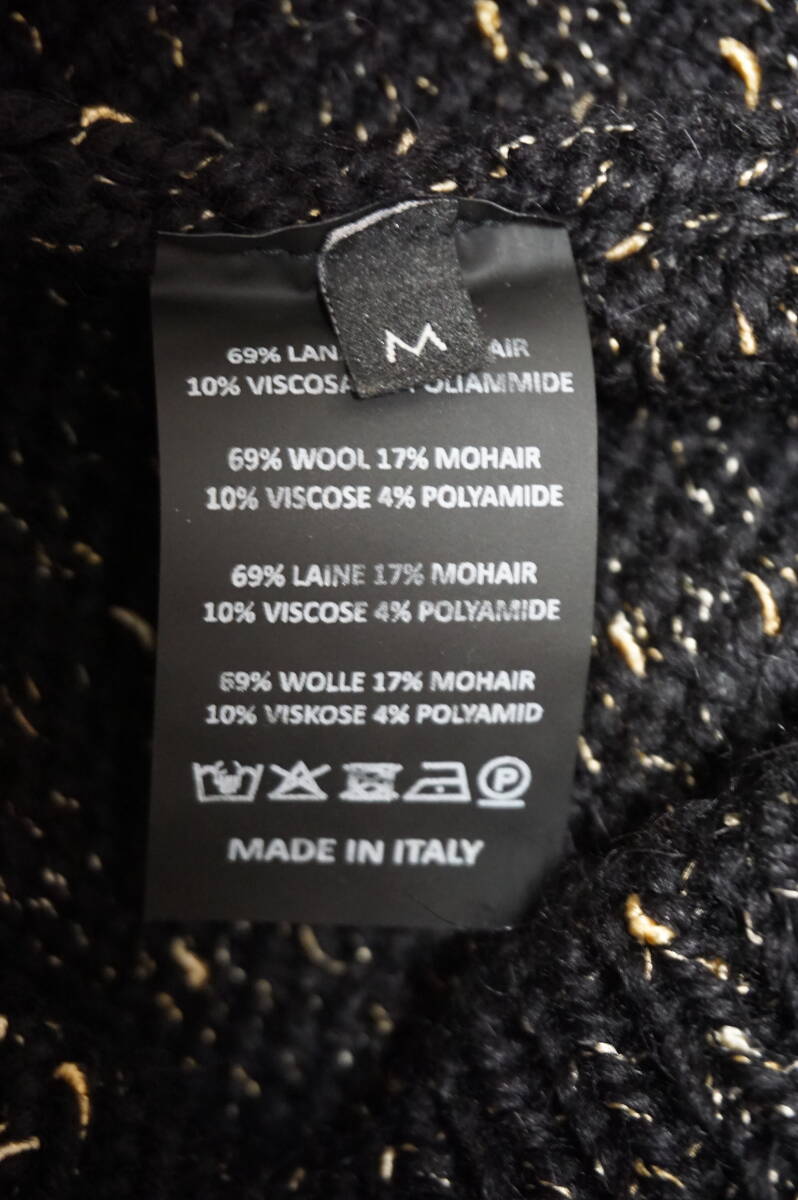 M
69% LAN AIR
10% VISCOSA POLIAMMIDE
69% WOOL 17% MOHAIR
10% VISCOSE 4% POLYAMIDE
69% LAINE 17% MOHAIR
10% VISCOSE 4% POLYAMIDE
69% WOLLE 17% MOHAIR
10% VISKOSE 4% POLYAMID
P
MADE IN ITALY